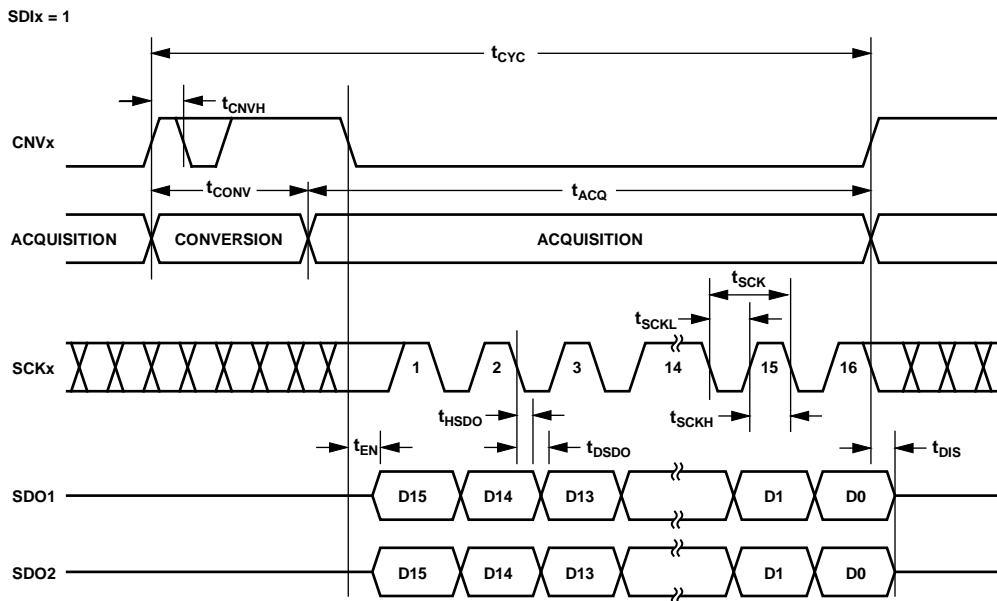 SDIx = 1
tCYC
tCNVH
CNVx
tCONV
tACQ
ACQUISITION
CONVERSION
ACQUISITION
tSCK
tSCKL
SCKx
1
2
3
14
15
16
tHSDO
tSCKH
tEN
tDSDO
tDIS
SDO1
D15
D14
D13
D1
D0
SDO2
D15
D14
D13
D1
D0